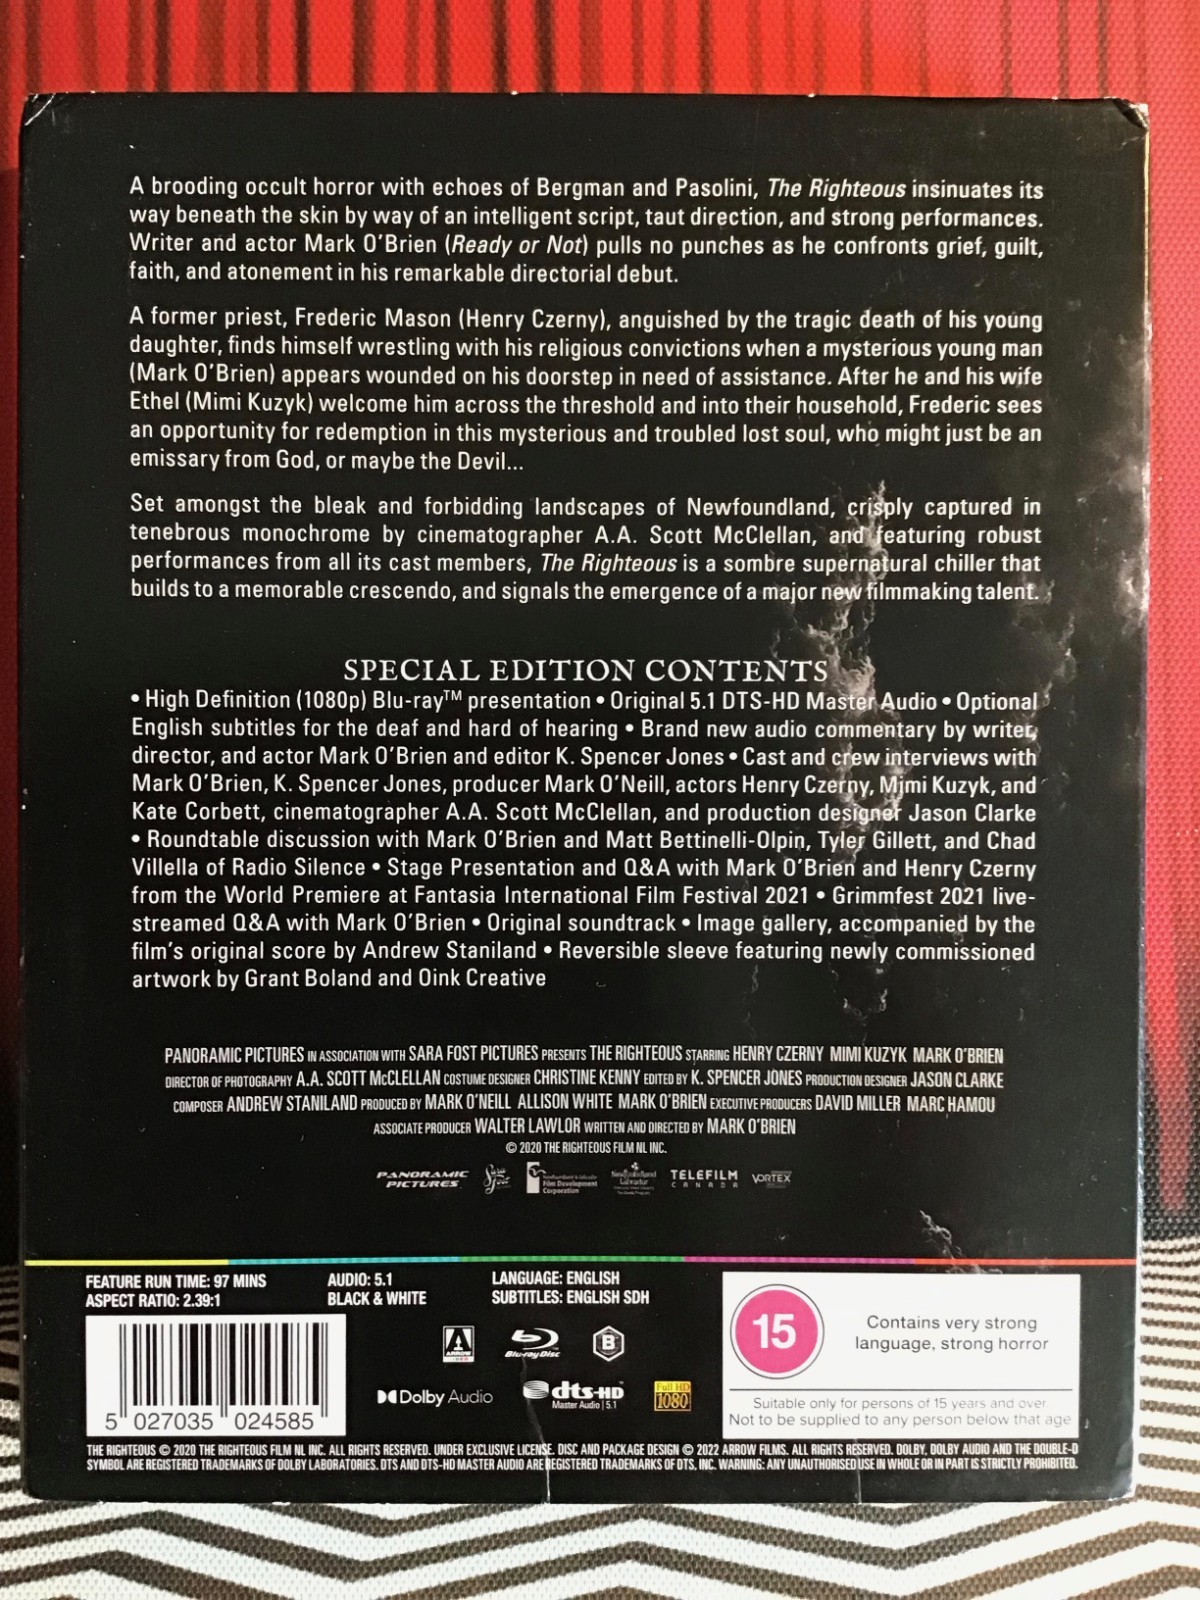 A brooding occult horror with echoes of Bergman and Pasolini, The Righteous insinuates its
way beneath the skin by way of an intelligent script, taut direction, and strong performances.
Writer and actor Mark O'Brien (Ready or Not) pulls no punches as he confronts grief, guilt,
faith, and atonement in his remarkable directorial debut.
A former priest, Frederic Mason (Henry Czerny), anguished by the tragic death of his young
daughter, finds himself wrestling with his religious convictions when a mysterious young man
(Mark O'Brien) appears wounded on his doorstep in need of assistance. After he and his wife
Ethel (Mimi Kuzyk) welcome him across the threshold and into their household, Frederic sees
an opportunity for redemption in this mysterious and troubled lost soul, who might just be an
emissary from God, or maybe the Devil...
Set amongst the bleak and forbidding landscapes of Newfoundland, crisply captured in
tenebrous monochrome by cinematographer A.A. Scott McClellan, and featuring robust
performances from all its cast members, The Righteous is a sombre supernatural chiller that
builds to a memorable crescendo, and signals the emergence of a major new filmmaking talent.
SPECIAL EDITION CONTENTS
• High Definition (1080p) Blu-ray™ presentation • Original 5.1 DTS-HD Master Audio • Optional
English subtitles for the deaf and hard of hearing • Brand new audio commentary by writer,
director, and actor Mark O'Brien and editor K. Spencer Jones • Cast and crew interviews with
Mark O'Brien, K. Spencer Jones, producer Mark O'Neill, actors Henry Czerny, Mimi Kuzyk, and
Kate Corbett, cinematographer A.A. Scott McClellan, and production designer Jason Clarke
• Roundtable discussion with Mark O'Brien and Matt Bettinelli-Olpin, Tyler Gillett, and Chad
Villella of Radio Silence • Stage Presentation and Q&A with Mark O'Brien and Henry Czerny
from the World Premiere at Fantasia International Film Festival 2021 • Grimmfest 2021 live-
streamed Q&A with Mark O'Brien • Original soundtrack • Image gallery, accompanied by the
film's original score by Andrew Staniland • Reversible sleeve featuring newly commissioned
artwork by Grant Boland and Oink Creative
PANORAMIC PICTURES IN ASSOCIATION WITH SARA FOST PICTURES PRESENTS THE RIGHTEOUS STARRING HENRY CZERNY MIMI KUZYK MARK O'BRIEN
DIRECTOR OF PHOTOGRAPHY A.A. SCOTT McCLELLAN COSTUME DESIGNER CHRISTINE KENNY EDITED BY K. SPENCER JONES PRODUCTION DESIGNER JASON CLARKE
COMPOSER ANDREW STANILAND PRODUCED BY MARK O'NEILL ALLISON WHITE MARK O'BRIEN EXECUTIVE PRODUCERS DAVID MILLER MARC HAMOU
ASSOCIATE PRODUCER WALTER LAWLOR WRITTEN AND DIRECTED BY MARK O'BRIEN
© 2020 THE RIGHTEOUS FILM NL INC.
PANORAMIC PICTURES Sara Fost Newfoundland & Labrador Film Development Corporation Newfoundland Labrador TELEFILM CANADA VORTEX
FEATURE RUN TIME: 97 MINS AUDIO: 5.1 LANGUAGE: ENGLISH
ASPECT RATIO: 2.39:1 BLACK & WHITE SUBTITLES: ENGLISH SDH
15 Contains very strong
language, strong horror
ARROW Blu-ray Disc B
Dolby Audio dts-HD Master Audio | 5.1 Full HD 1080
Suitable only for persons of 15 years and over.
Not to be supplied to any person below that age
5 027035 024585
THE RIGHTEOUS © 2020 THE RIGHTEOUS FILM NL INC. ALL RIGHTS RESERVED. UNDER EXCLUSIVE LICENSE. DISC AND PACKAGE DESIGN © 2022 ARROW FILMS. ALL RIGHTS RESERVED. DOLBY, DOLBY AUDIO AND THE DOUBLE-D
SYMBOL ARE REGISTERED TRADEMARKS OF DOLBY LABORATORIES. DTS AND DTS-HD MASTER AUDIO ARE REGISTERED TRADEMARKS OF DTS, INC. WARNING: ANY UNAUTHORISED USE IN WHOLE OR IN PART IS STRICTLY PROHIBITED.